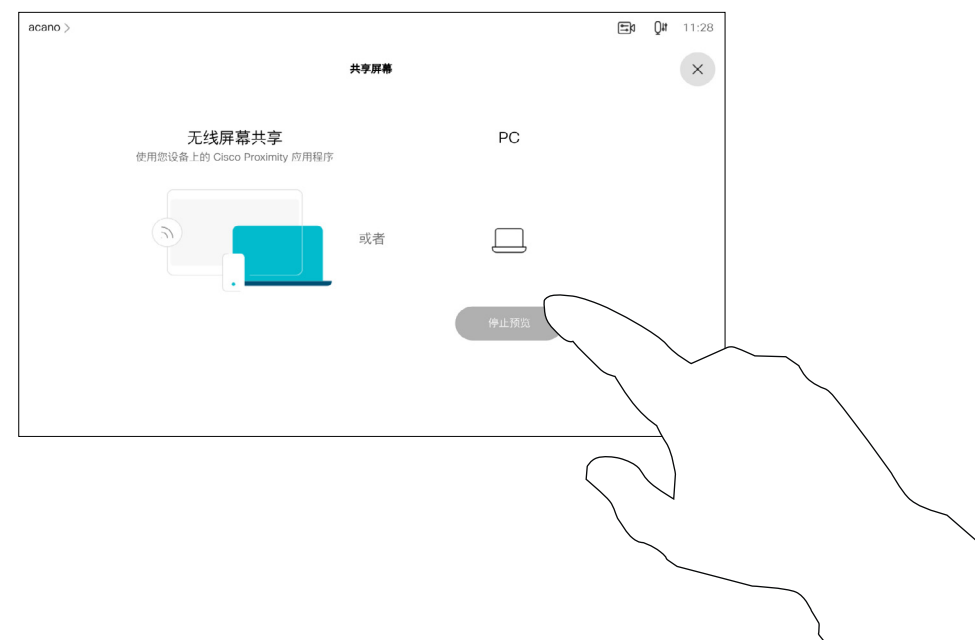 acano >
11:28
共享屏幕
无线屏幕共享
使用您设备上的 Cisco Proximity 应用程序
PC
或者
停止预览